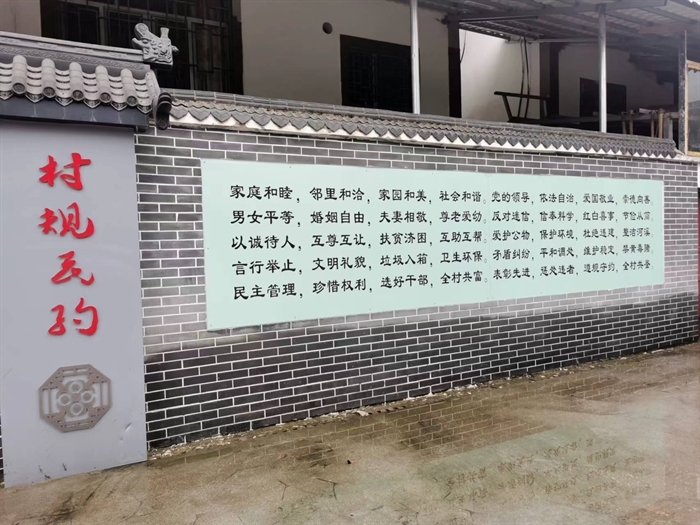 村规民约
家庭和睦，邻里和洽，家园和美，社会和谐。党的领导，依法自治，爱国敬业，崇德向善。
男女平等，婚姻自由，夫妻相敬，尊老爱幼。反对迷信，信奉科学，红白喜事，节俭从简。
以诚待人，互尊互让，扶贫济困，互助互帮。爱护公物，保护环境，杜绝违建，整洁河溪。
言行举止，文明礼貌，垃圾入箱，卫生环保。矛盾纠纷，平和调处，维护稳定，禁黄毒赌。
民主管理，珍惜权利，选好干部，全村共富。表彰先进，惩处违者，遵规守约，全村共誉。